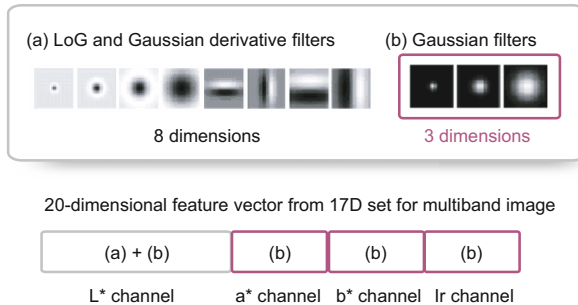 (a) LoG and Gaussian derivative filters (b) Gaussian filters
8 dimensions 3 dimensions
20-dimensional feature vector from 17D set for multiband image
(a) + (b) (b) (b) (b)
L* channel a* channel b* channel Ir channel